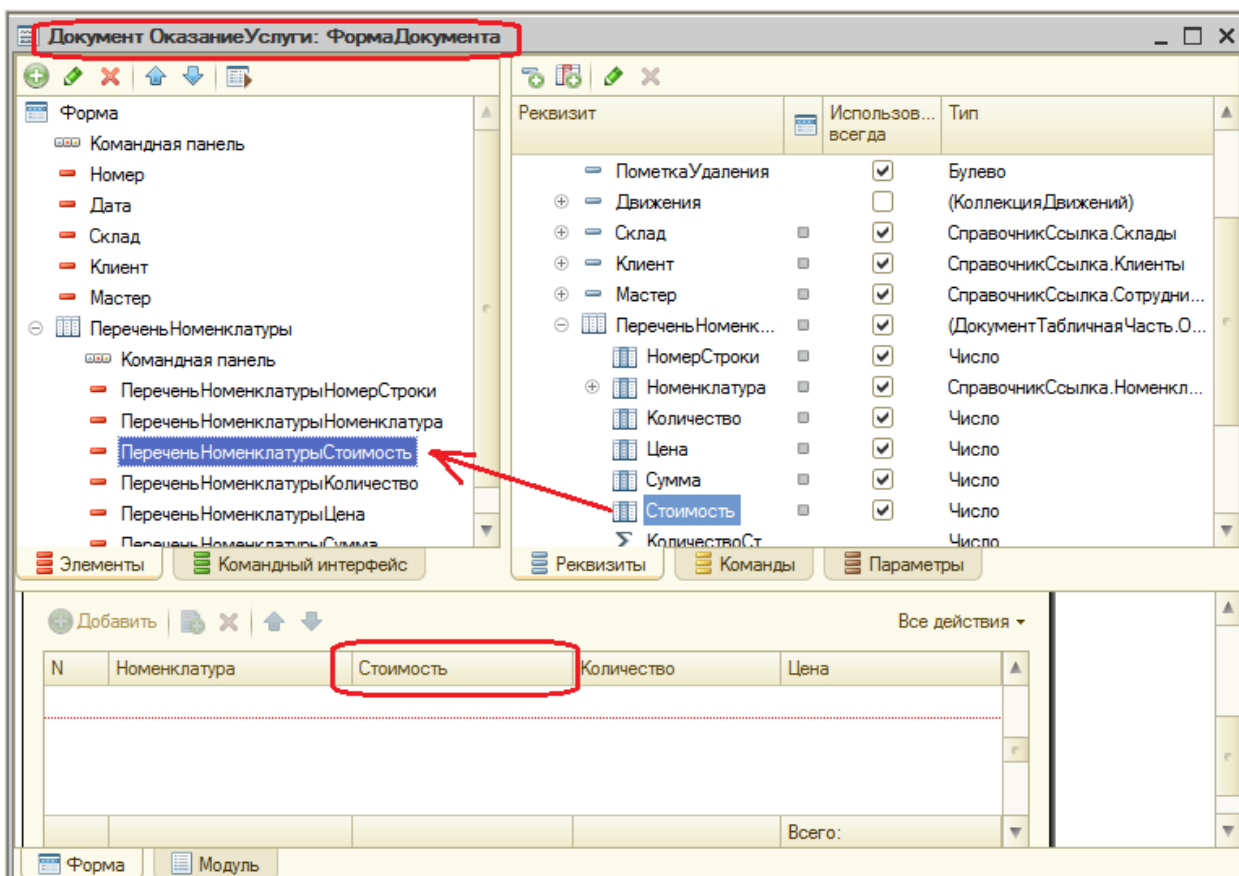 Документ ОказаниеУслуги: ФормаДокумента
Форма
Командная панель
Номер
Дата
Склад
Клиент
Мастер
ПереченьНоменклатуры
Командная панель
ПереченьНоменклатурыНомерСтроки
ПереченьНоменклатурыНоменклатура
ПереченьНоменклатурыСтоимость
ПереченьНоменклатурыКоличество
ПереченьНоменклатурыЦена
ПереченьНоменклатурыСумма
Элементы Командный интерфейс
Реквизит Использов... всегда Тип
ПометкаУдаления Булево
Движения (КоллекцияДвижений)
Склад СправочникСсылка.Склады
Клиент СправочникСсылка.Клиенты
Мастер СправочникСсылка.Сотрудни...
ПереченьНоменк... (ДокументТабличнаяЧасть.О...
НомерСтроки Число
Номенклатура СправочникСсылка.Номенкл...
Количество Число
Цена Число
Сумма Число
Стоимость Число
КоличествоСт Число
Реквизиты Команды Параметры
Добавить Все действия
N Номенклатура Стоимость Количество Цена
Всего:
Форма Модуль